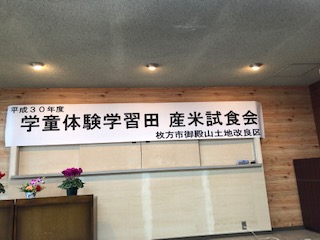 平成30年度
学童体験学習田 産米試食会
枚方市御殿山土地改良区